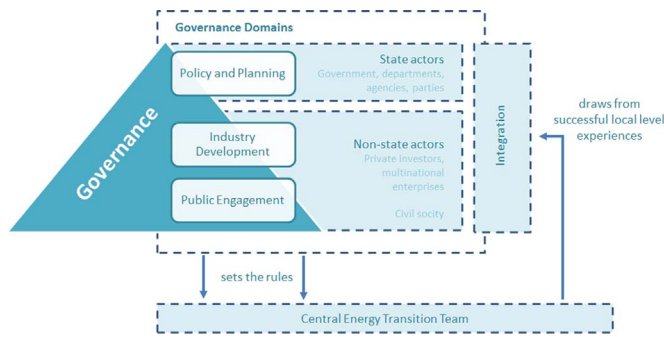 Governance Domains
Governance
Policy and Planning
State actors
Government, departments,
agencies, parties
Industry
Development
Non-state actors
Private investors,
multinational
enterprises
Public Engagement
Civil socity
Integration
draws from
successful local level
experiences
sets the rules
Central Energy Transition Team